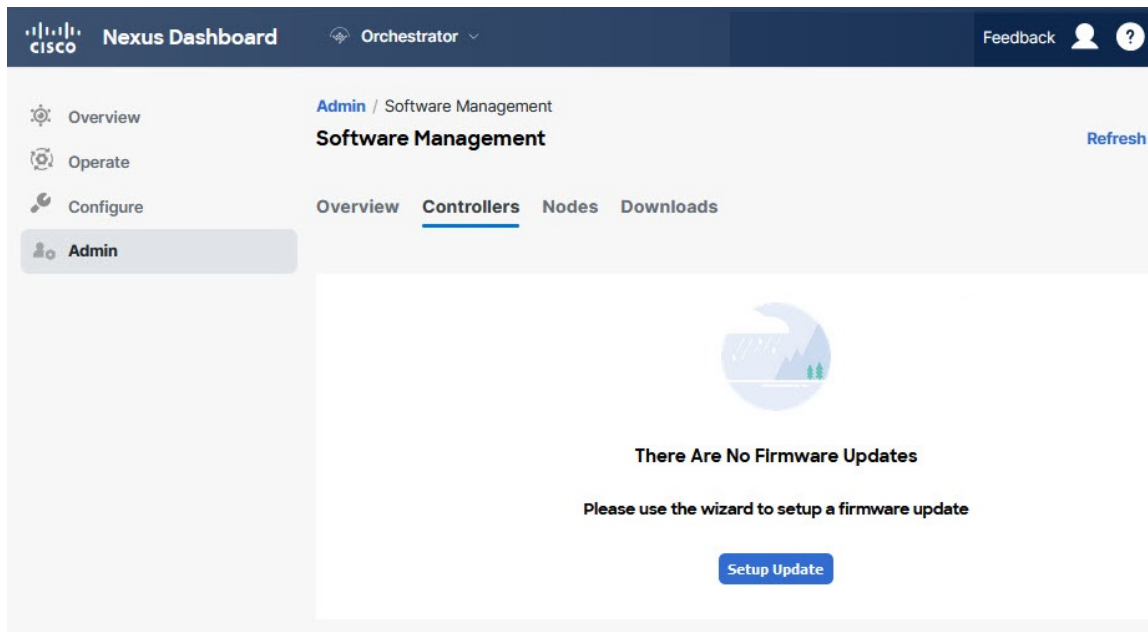 CISCO Nexus Dashboard Orchestrator Feedback ?
Overview
Operate
Configure
Admin
Admin / Software Management
Software Management
Refresh
Overview Controllers Nodes Downloads
There Are No Firmware Updates
Please use the wizard to setup a firmware update
Setup Update